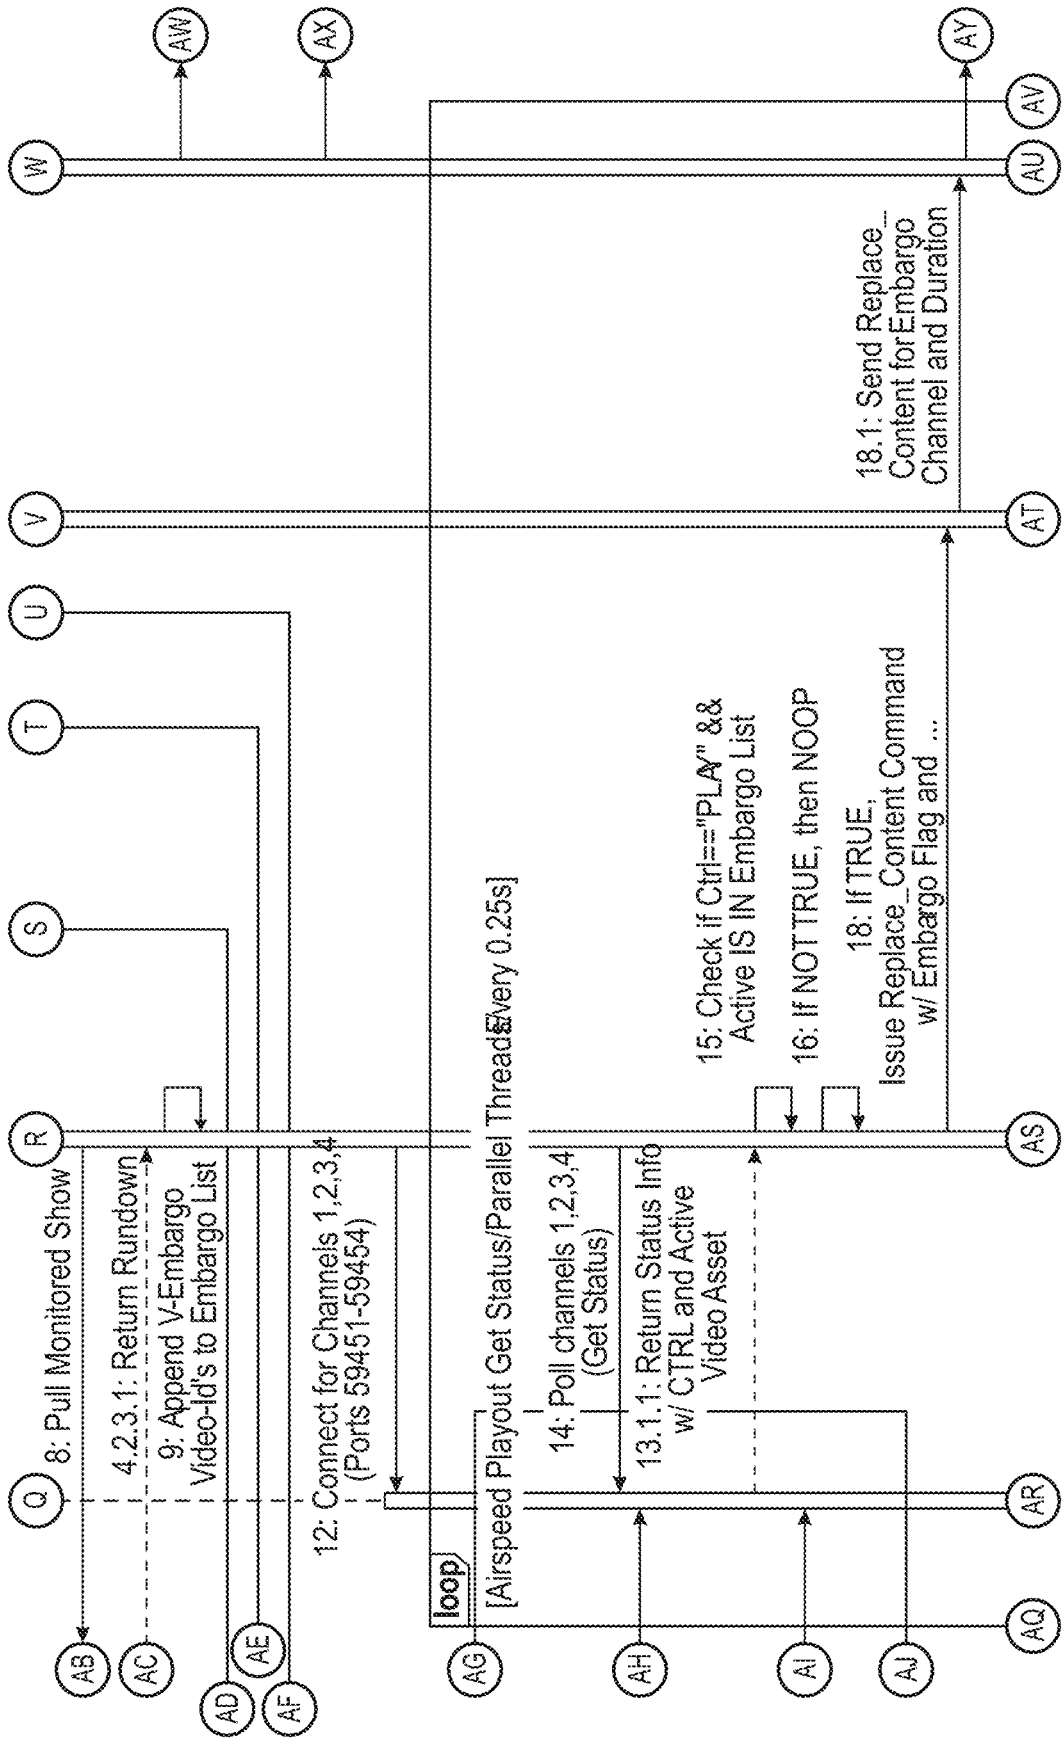 Q
R
S
T
U
V
W
8: Pull Monitored Show
AB
4.2.3.1: Return Rundown
AC
9: Append V-Embargo
Video-Id's to Embargo List
AW
AD
AE
AF
AX
12: Connect for Channels 1,2,3,4
(Ports 59451-59454)
loop
[Airspeed Playout Get Status/Parallel Threads/Every 0.25s]
AG
14: Poll channels 1,2,3,4
(Get Status)
AH
13.1.1: Return Status Info
w/ CTRL and Active
Video Asset
15: Check if Ctrl=="PLAY" &&
Active IS IN Embargo List
AI
16: If NOT TRUE, then NOOP
18: If TRUE,
Issue Replace_Content Command
w/ Embargo Flag and ...
AJ
18.1: Send Replace_
Content for Embargo
Channel and Duration
AY
AQ
AR
AS
AT
AU
AV